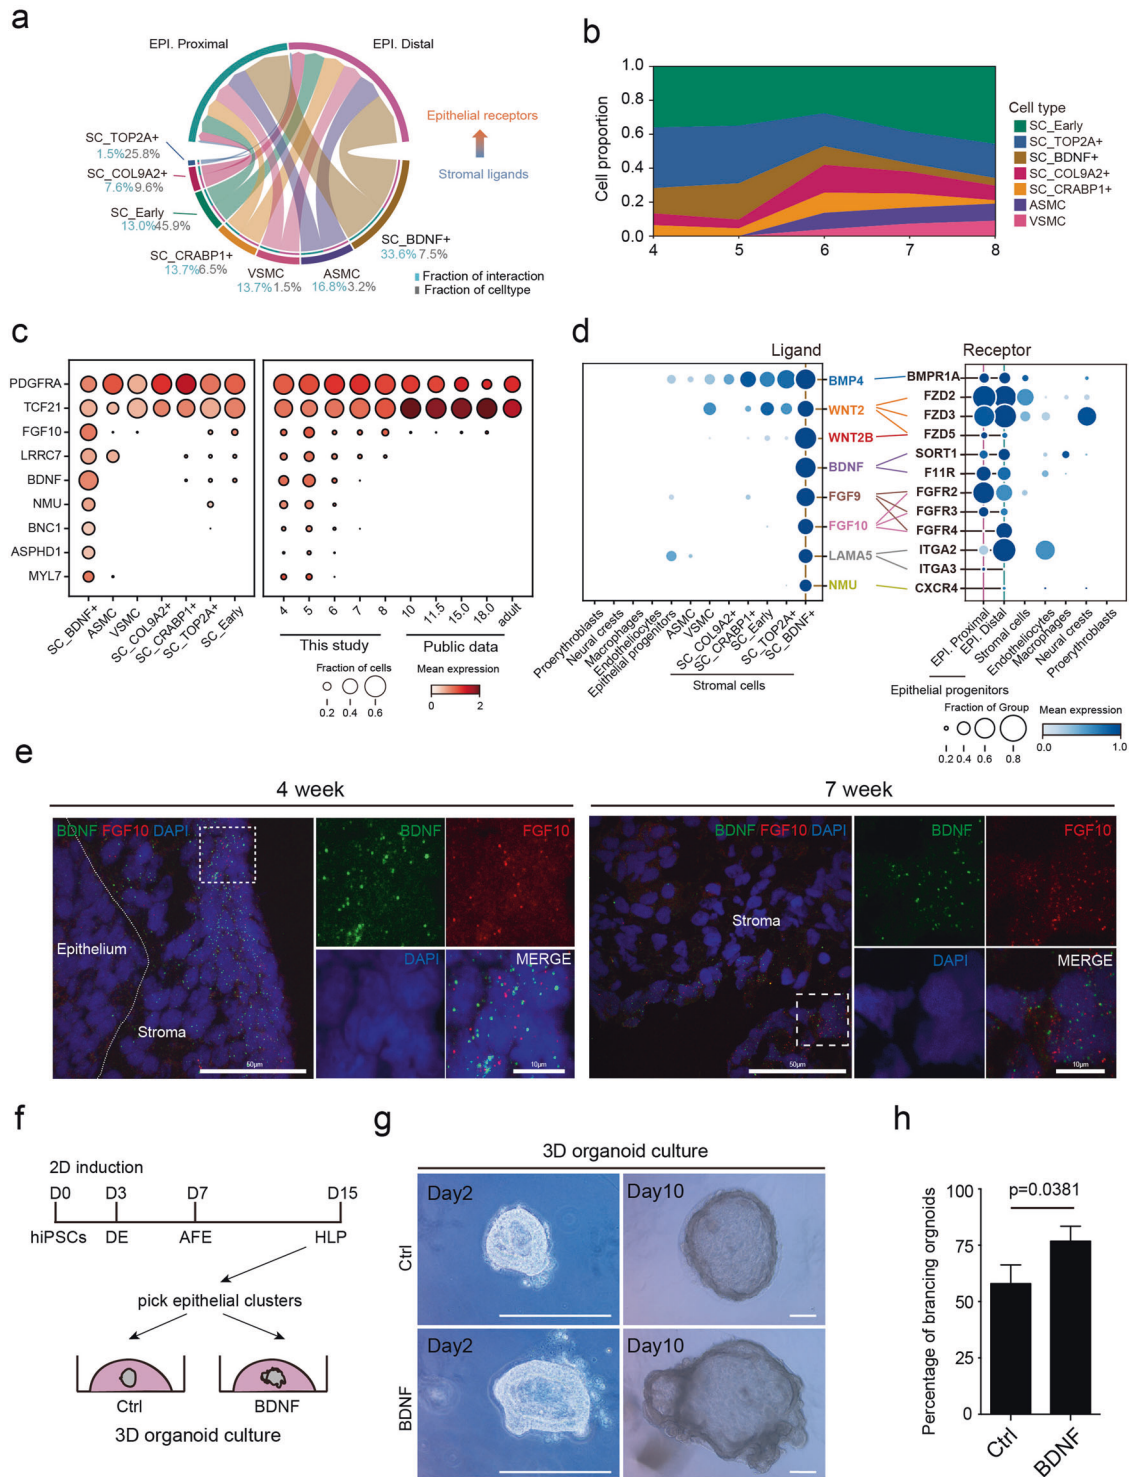 a
EPI. Proximal
EPI. Distal
SC_TOP2A+
1.5%25.8%
SC_COL9A2+
7.6%9.6%
SC_Early
13.0%45.9%
SC_CRABP1+
13.7%6.5%
VSMC
13.7%1.5%
ASMC
16.8%3.2%
SC_BDNF+
33.6%7.5%
Epithelial receptors
Stromal ligands
Fraction of interaction
Fraction of celltype
b
Cell proportion
1.0
0.8
0.6
0.4
0.2
0.0
4 5 6 7 8
Cell type
SC_Early
SC_TOP2A+
SC_BDNF+
SC_COL9A2+
SC_CRABP1+
ASMC
VSMC
c
PDGFRA
TCF21
FGF10
LRRC7
BDNF
NMU
BNC1
ASPHD1
MYL7
SC_BDNF+
ASMC
VSMC
SC_COL9A2+
SC_CRABP1+
SC_TOP2A+
SC_Early
4 5 6 7 8 10 11.5 15.0 18.0 adult
This study
Public data
Fraction of cells
0.2 0.4 0.6
Mean expression
0 2
d
Ligand
Receptor
BMP4
WNT2
WNT2B
BDNF
FGF9
FGF10
LAMA5
NMU
BMPR1A
FZD2
FZD3
FZD5
SORT1
F11R
FGFR2
FGFR3
FGFR4
ITGA2
ITGA3
CXCR4
Proerythroblasts
Neural crests
Macrophages
Endotheliocytes
Epithelial progenitors
ASMC
VSMC
SC_COL9A2+
SC_CRABP1+
SC_Early
SC_TOP2A+
SC_BDNF+
Stromal cells
EPI. Proximal
EPI. Distal
Stromal cells
Endotheliocytes
Macrophages
Neural crests
Proerythroblasts
Epithelial progenitors
Fraction of Group
0.2 0.4 0.6 0.8
Mean expression
0.0 1.0
e
4 week
BDNF FGF10 DAPI
Epithelium
Stroma
50μm
BDNF
FGF10
DAPI
MERGE
10μm
7 week
BDNF FGF10 DAPI
Stroma
50μm
BDNF
FGF10
DAPI
MERGE
10μm
f
2D induction
D0 D3 D7 D15
hiPSCs DE AFE HLP
pick epithelial clusters
Ctrl
BDNF
3D organoid culture
g
3D organoid culture
Day2
Day10
Ctrl
Day2
Day10
BDNF
h
Percentage of brancing orgnoids
100
75
50
25
0
p=0.0381
Ctrl
BDNF